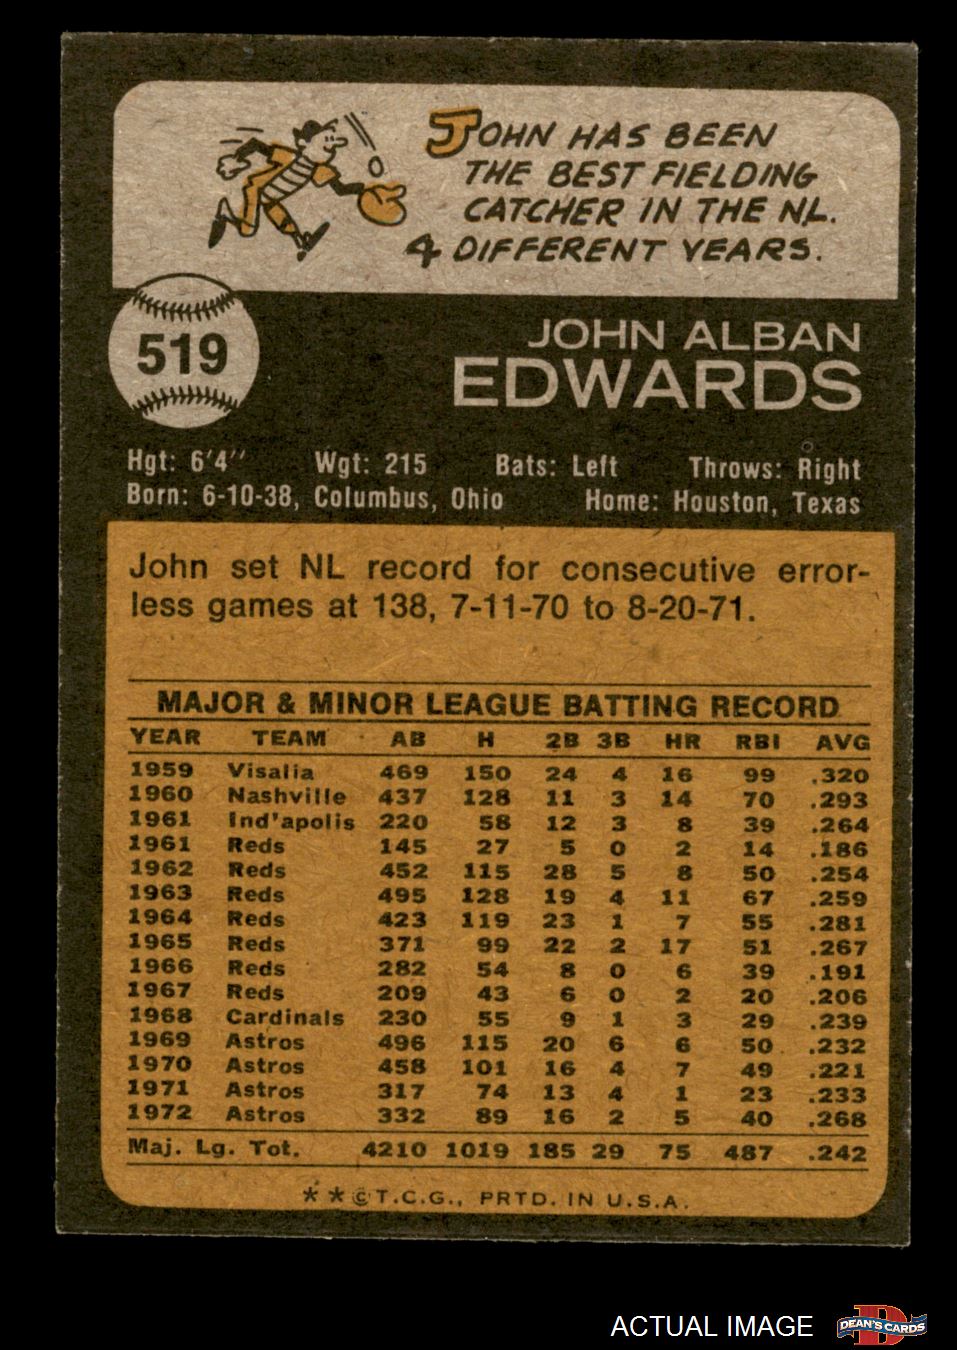 JOHN HAS BEEN
THE BEST FIELDING
CATCHER IN THE NL.
4 DIFFERENT YEARS.
519
JOHN ALBAN
EDWARDS
Hgt: 6'4" Wgt: 215 Bats: Left Throws: Right
Born: 6-10-38, Columbus, Ohio Home: Houston, Texas
John set NL record for consecutive error-
less games at 138, 7-11-70 to 8-20-71.
MAJOR & MINOR LEAGUE BATTING RECORD
YEAR TEAM AB H 2B 3B HR RBI AVG
1959 Visalia 469 150 24 4 16 99 .320
1960 Nashville 437 128 11 3 14 70 .293
1961 Ind'apolis 220 58 12 3 8 39 .264
1961 Reds 145 27 5 0 2 14 .186
1962 Reds 452 115 28 5 8 50 .254
1963 Reds 495 128 19 4 11 67 .259
1964 Reds 423 119 23 1 7 55 .281
1965 Reds 371 99 22 2 17 51 .267
1966 Reds 282 54 8 0 6 39 .191
1967 Reds 209 43 6 0 2 20 .206
1968 Cardinals 230 55 9 1 3 29 .239
1969 Astros 496 115 20 6 6 50 .232
1970 Astros 458 101 16 4 7 49 .221
1971 Astros 317 74 13 4 1 23 .233
1972 Astros 332 89 16 2 5 40 .268
Maj. Lg. Tot. 4210 1019 185 29 75 487 .242
**©T.C.G., PRTD. IN U.S.A.
ACTUAL IMAGE
DEAN'S CARDS